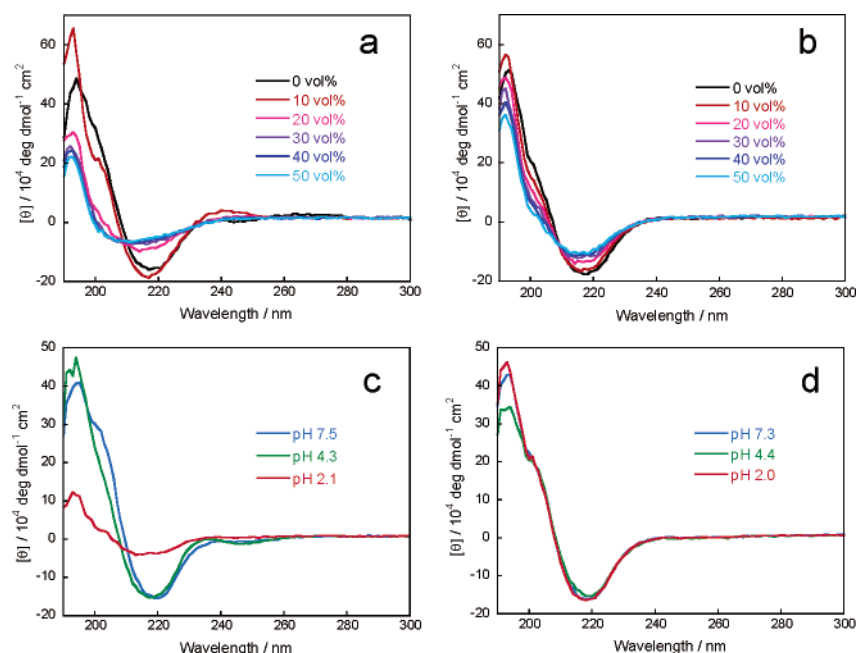 a
[θ] / 10⁴ deg dmol⁻¹ cm²
60
40
20
0
-20
0 vol%
10 vol%
20 vol%
30 vol%
40 vol%
50 vol%
200 220 240 260 280 300
Wavelength / nm
b
[θ] / 10⁴ deg dmol⁻¹ cm²
60
40
20
0
-20
0 vol%
10 vol%
20 vol%
30 vol%
40 vol%
50 vol%
200 220 240 260 280 300
Wavelength / nm
c
[θ] / 10⁴ deg dmol⁻¹ cm²
50
40
30
20
10
0
-10
-20
pH 7.5
pH 4.3
pH 2.1
200 220 240 260 280 300
Wavelength / nm
d
[θ] / 10⁴ deg dmol⁻¹ cm²
50
40
30
20
10
0
-10
-20
pH 7.3
pH 4.4
pH 2.0
200 220 240 260 280 300
Wavelength / nm